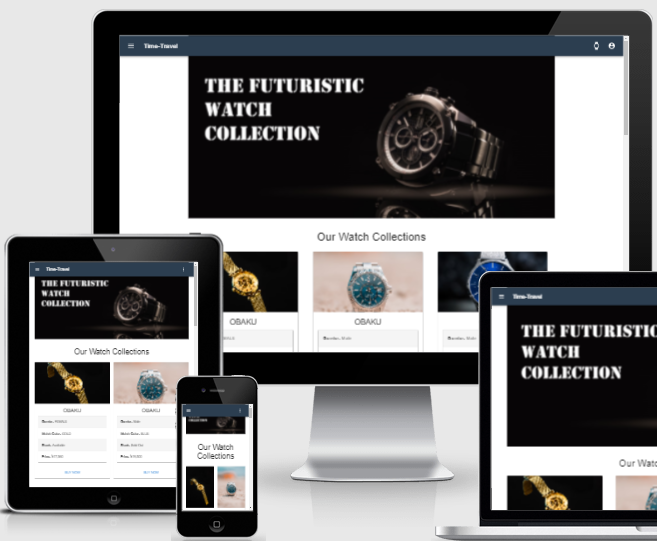 Time-Travel
THE FUTURISTIC
WATCH
COLLECTION
Our Watch Collections
OBAKU
OBAKU
Time-Travel
THE FUTURISTIC
WATCH
COLLECTION
Our Watch Collections
OBAKU
OBAKU
BUY NOW
BUY NOW
Our Watch
Collections
Time-Travel
THE FUTURISTIC
WATCH
COLLECTION
Our Watc